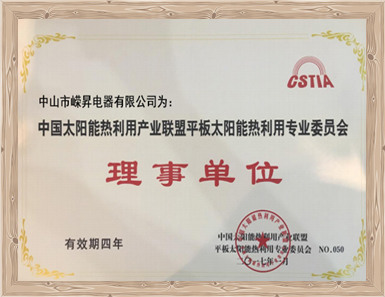 CSTIA
中山市嵘昇电器有限公司为：
中国太阳能热利用产业联盟平板太阳能热利用专业委员会
理事单位
有效期四年
中国太阳能热利用产业联盟
平板太阳能热利用专业委员会 NO.050